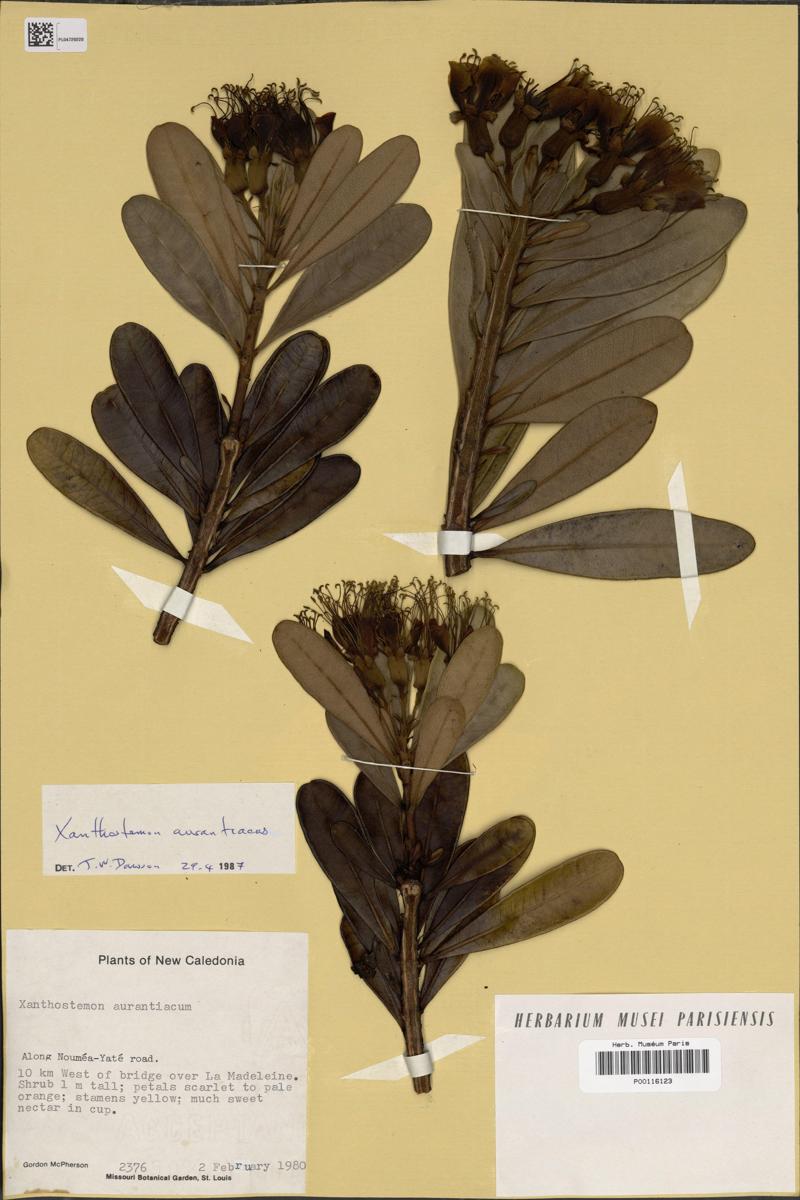 PL04726020
Xanthostemon aurantiacus
DET. J.W. Dawson 29-4 1987
Plants of New Caledonia
Xanthostemon aurantiacum
Along Nouméa-Yaté road.
10 km West of bridge over La Madeleine.
Shrub 1 m tall; petals scarlet to pale
orange; stamens yellow; much sweet
nectar in cup.
Gordon McPherson 2376 2 February 1980
Missouri Botanical Garden, St. Louis
HERBARIUM MUSEI PARISIENSIS
Herb. Muséum Paris
P00116123